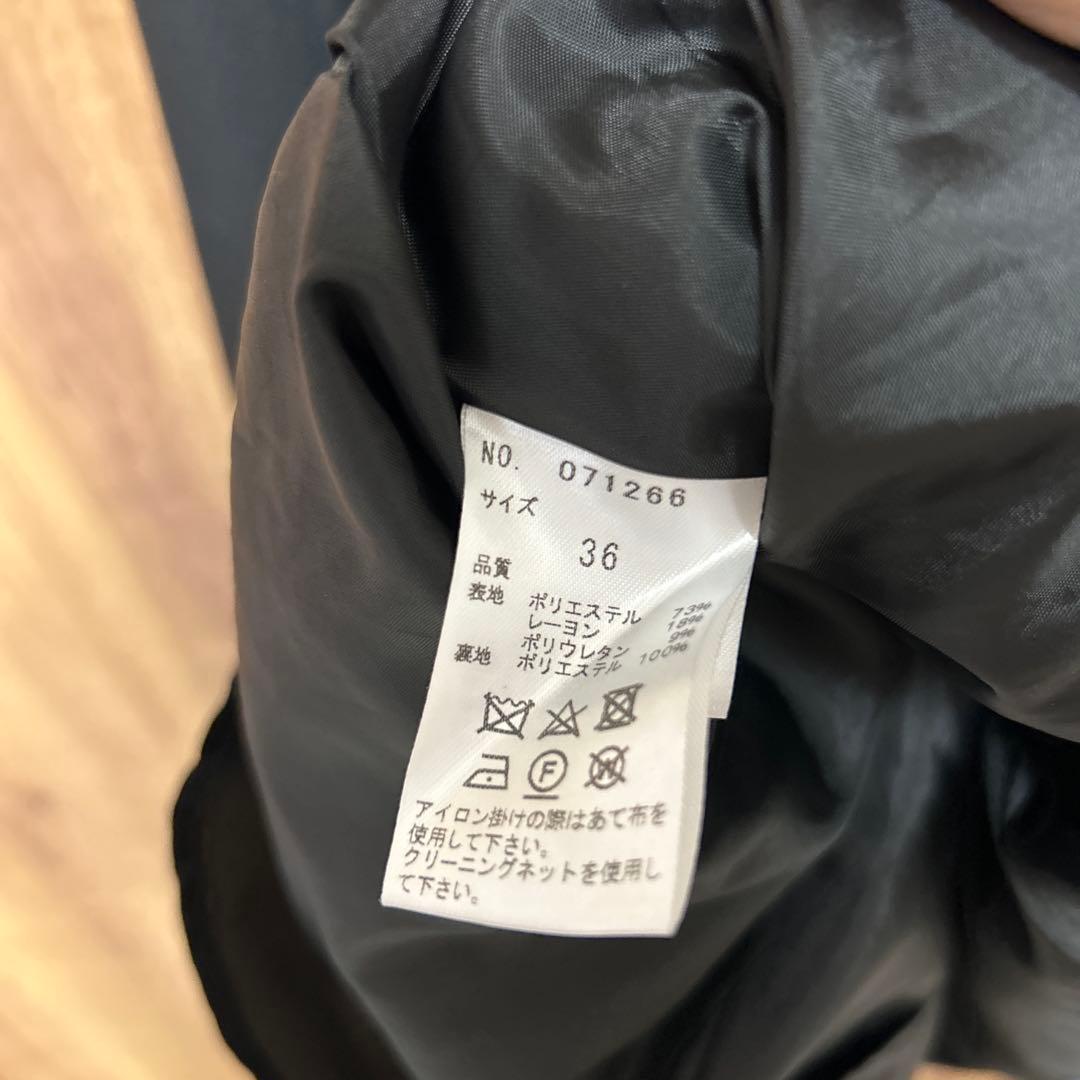 NO. 071266
サイズ
36
品質
表地 ポリエステル 73%
レーヨン 18%
ポリウレタン 9%
裏地 ポリエステル 100%
F W
アイロン掛けの際はあて布を
使用して下さい。
クリーニングネットを使用し
て下さい。